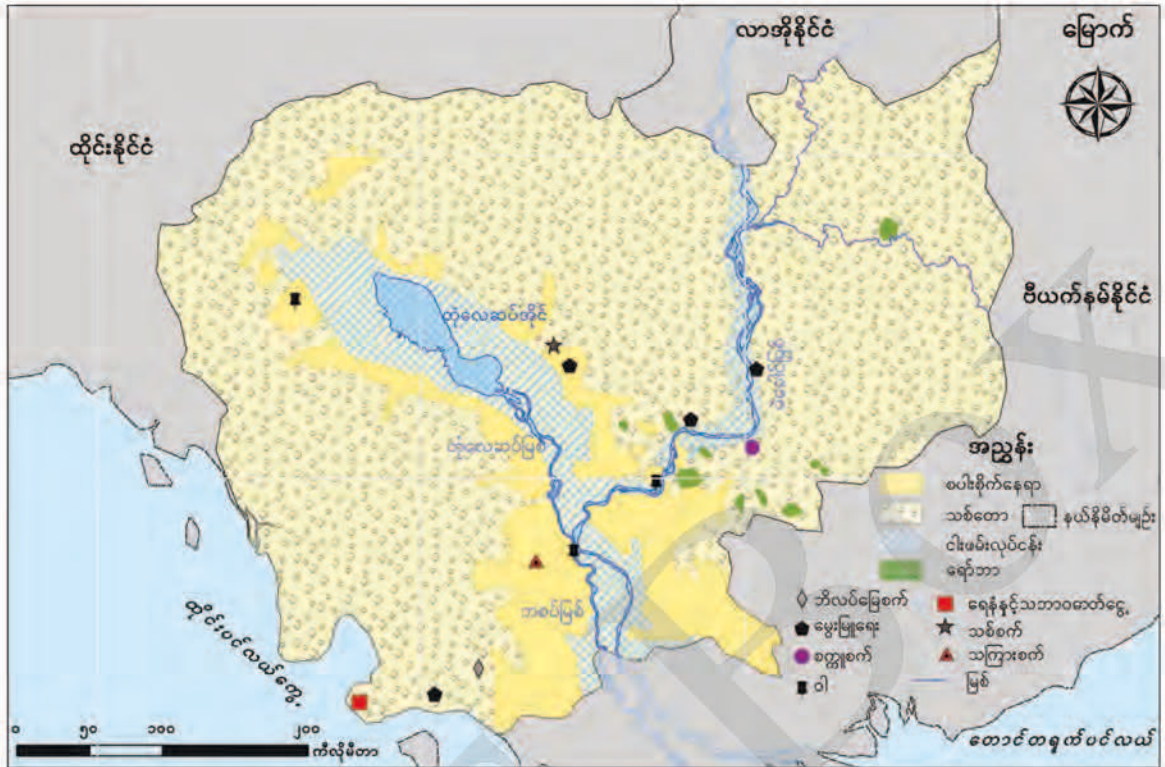 လာအိုနိုင်ငံ
မြောက်
ထိုင်းနိုင်ငံ
ဗီယက်နမ်နိုင်ငံ
တုံလေဆပ်အိုင်
မဲခေါင်မြစ်
တုံလေဆပ်မြစ်
ဘစပ်မြစ်
ထိုင်းပင်လယ်ကွေ့
တောင်တရုတ်ပင်လယ်
အညွှန်း
စပါးစိုက်နေရာ
သစ်တော
နယ်နိမိတ်မျဉ်း
ငါးဖမ်းလုပ်ငန်း
ရော်ဘာ
ဘိလပ်မြေစက်
ရေနံနှင့်သဘာဝဓာတ်ငွေ့
မွေးမြူရေး
သစ်စက်
စက္ကူစက်
သကြားစက်
ဝါ
မြစ်
၀ ၅၀ ၁၀၀ ၂၀၀
ကီလိုမီတာ